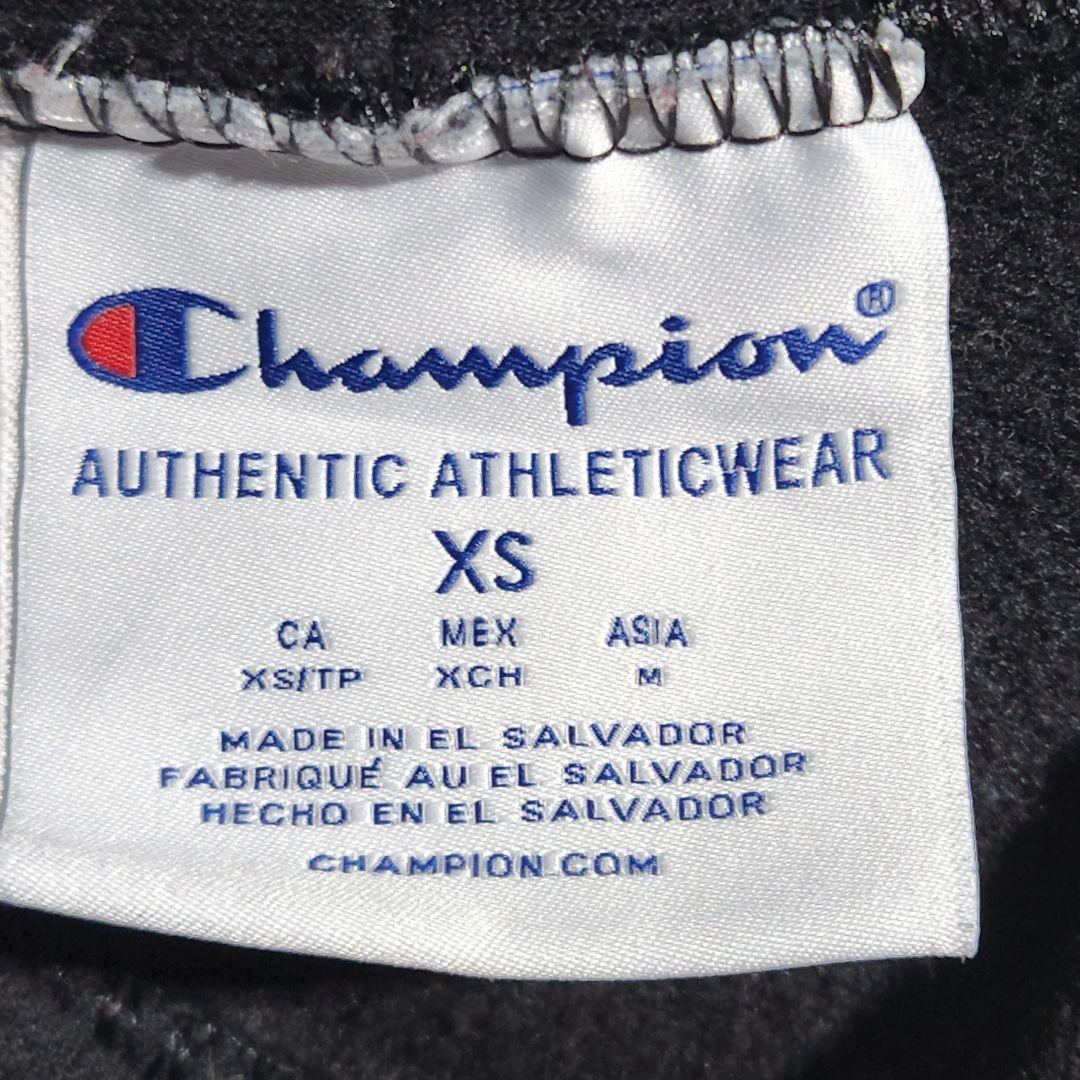 Champion®
AUTHENTIC ATHLETICWEAR
XS
CA MEX ASIA
XS/TP XCH M
MADE IN EL SALVADOR
FABRIQUÉ AU EL SALVADOR
HECHO EN EL SALVADOR
CHAMPION.COM